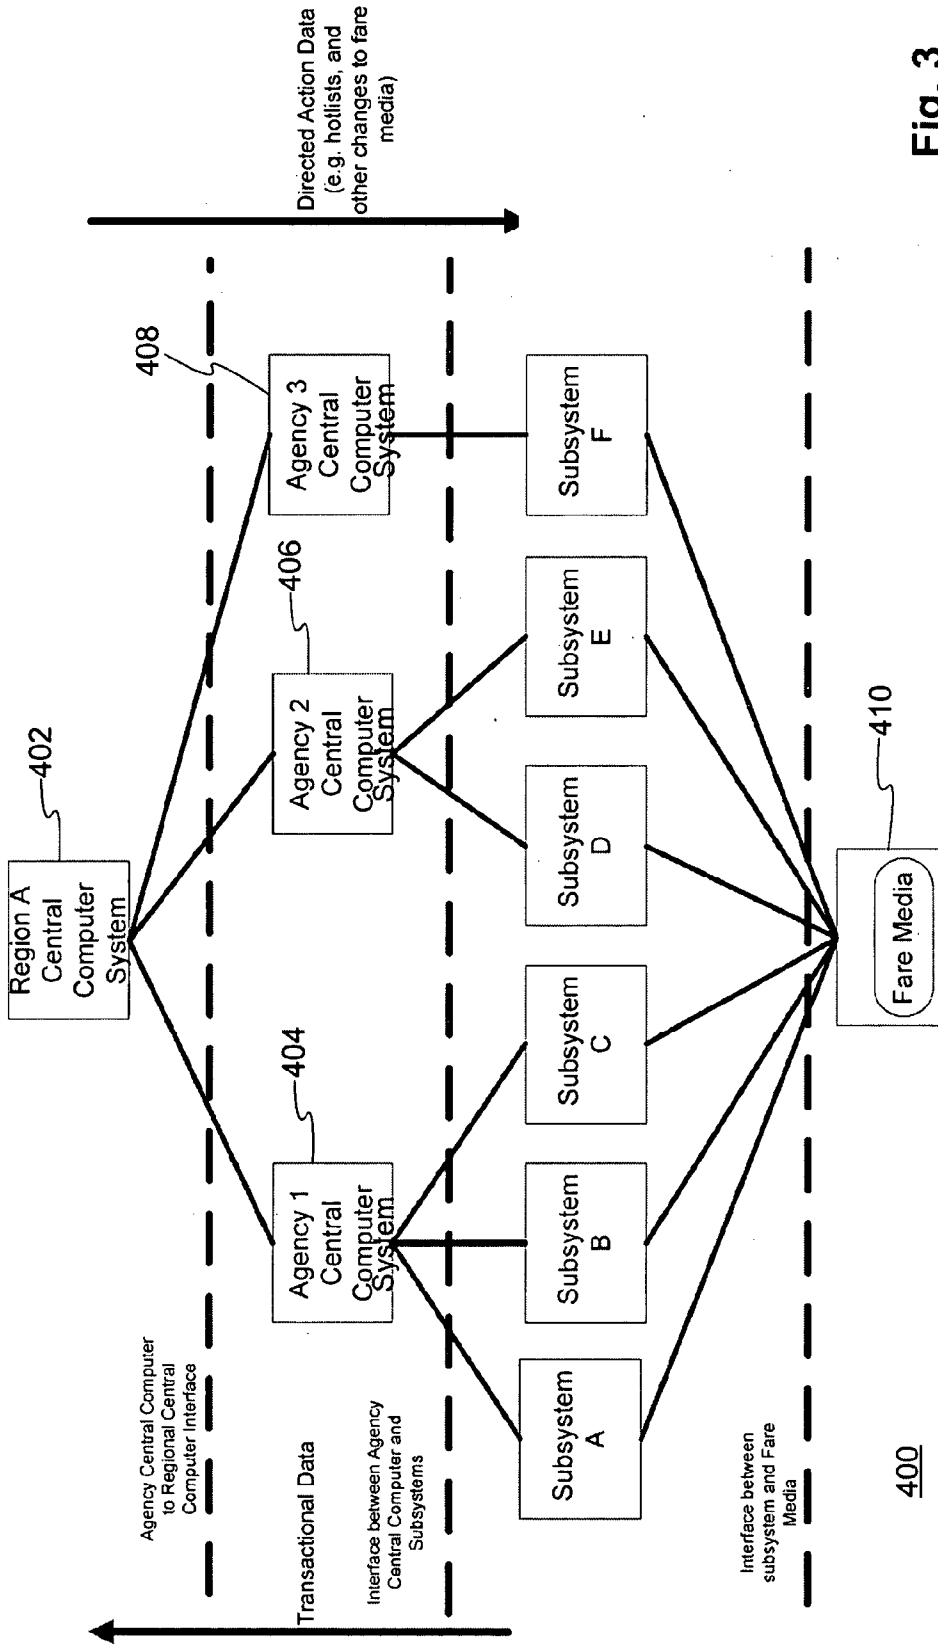 Region A
Central
Computer
System
402
Agency Central Computer
to Regional Central
Computer Interface
Directed Action Data
(e.g. hotlists, and
other changes to fare
media)
Transactional Data
404
Agency 1
Central
Computer
System
406
Agency 2
Central
Computer
System
408
Agency 3
Central
Computer
System
Interface between Agency
Central Computer and
Subsystems
Subsystem
A
Subsystem
B
Subsystem
C
Subsystem
D
Subsystem
E
Subsystem
F
Interface between
subsystem and Fare
Media
410
Fare Media
400
Fig. 3